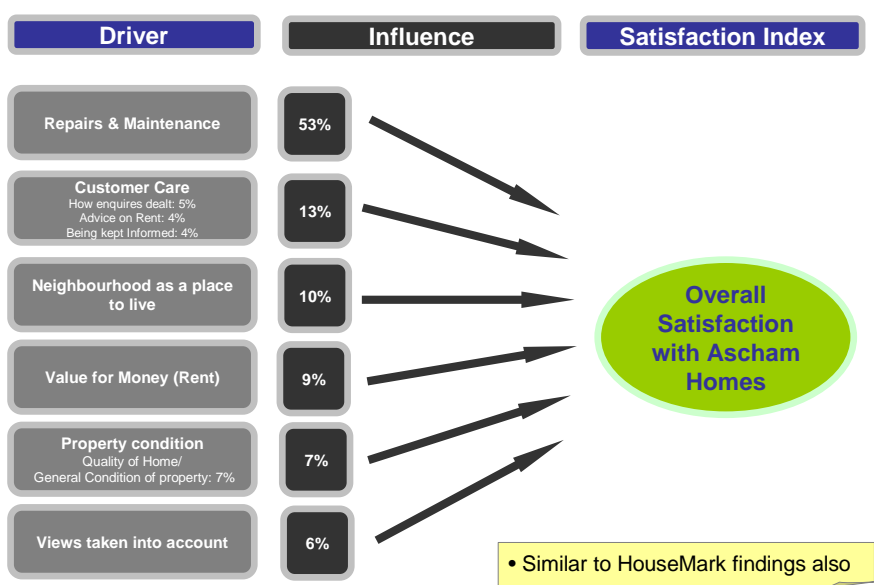 Driver
Influence
Satisfaction Index
Repairs & Maintenance
53%
Customer Care
How enquires dealt: 5%
Advice on Rent: 4%
Being kept Informed: 4%
13%
Neighbourhood as a place
to live
10%
Value for Money (Rent)
9%
Property condition
Quality of Home/
General Condition of property: 7%
7%
Views taken into account
6%
Overall
Satisfaction
with Ascham
Homes
• Similar to HouseMark findings also